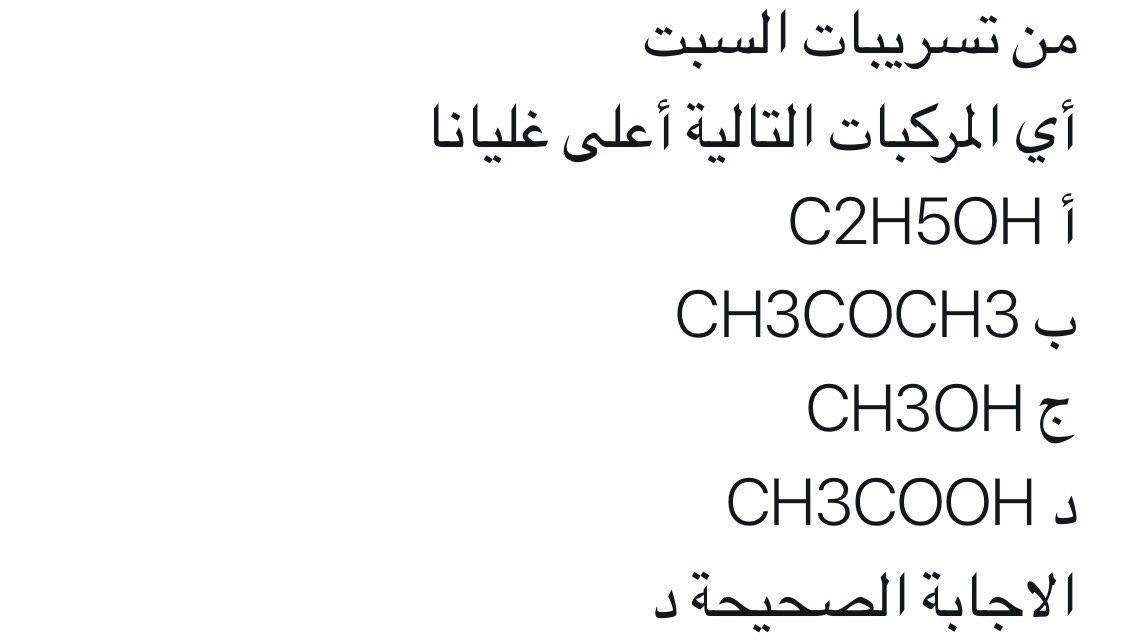 من تسريبات السبت
أي المركبات التالية أعلى غليانا
أ C2H5OH
ب CH3COCH3
ج CH3OH
د CH3COOH
الاجابة الصحيحة د